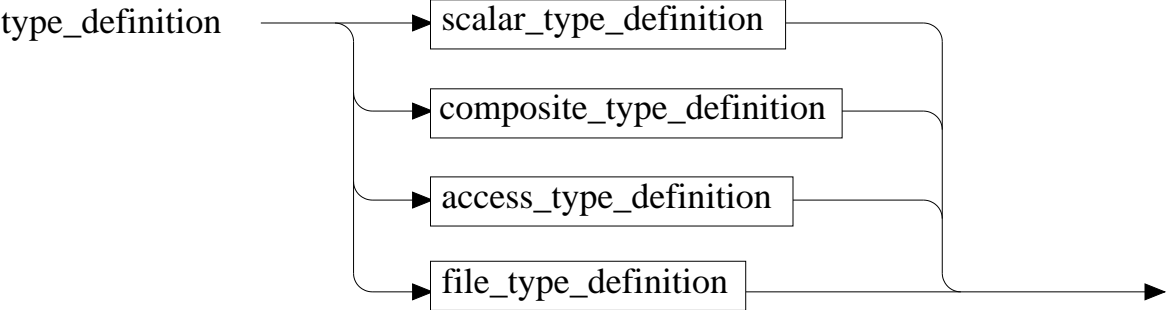 type_definition
scalar_type_definition
composite_type_definition
access_type_definition
file_type_definition